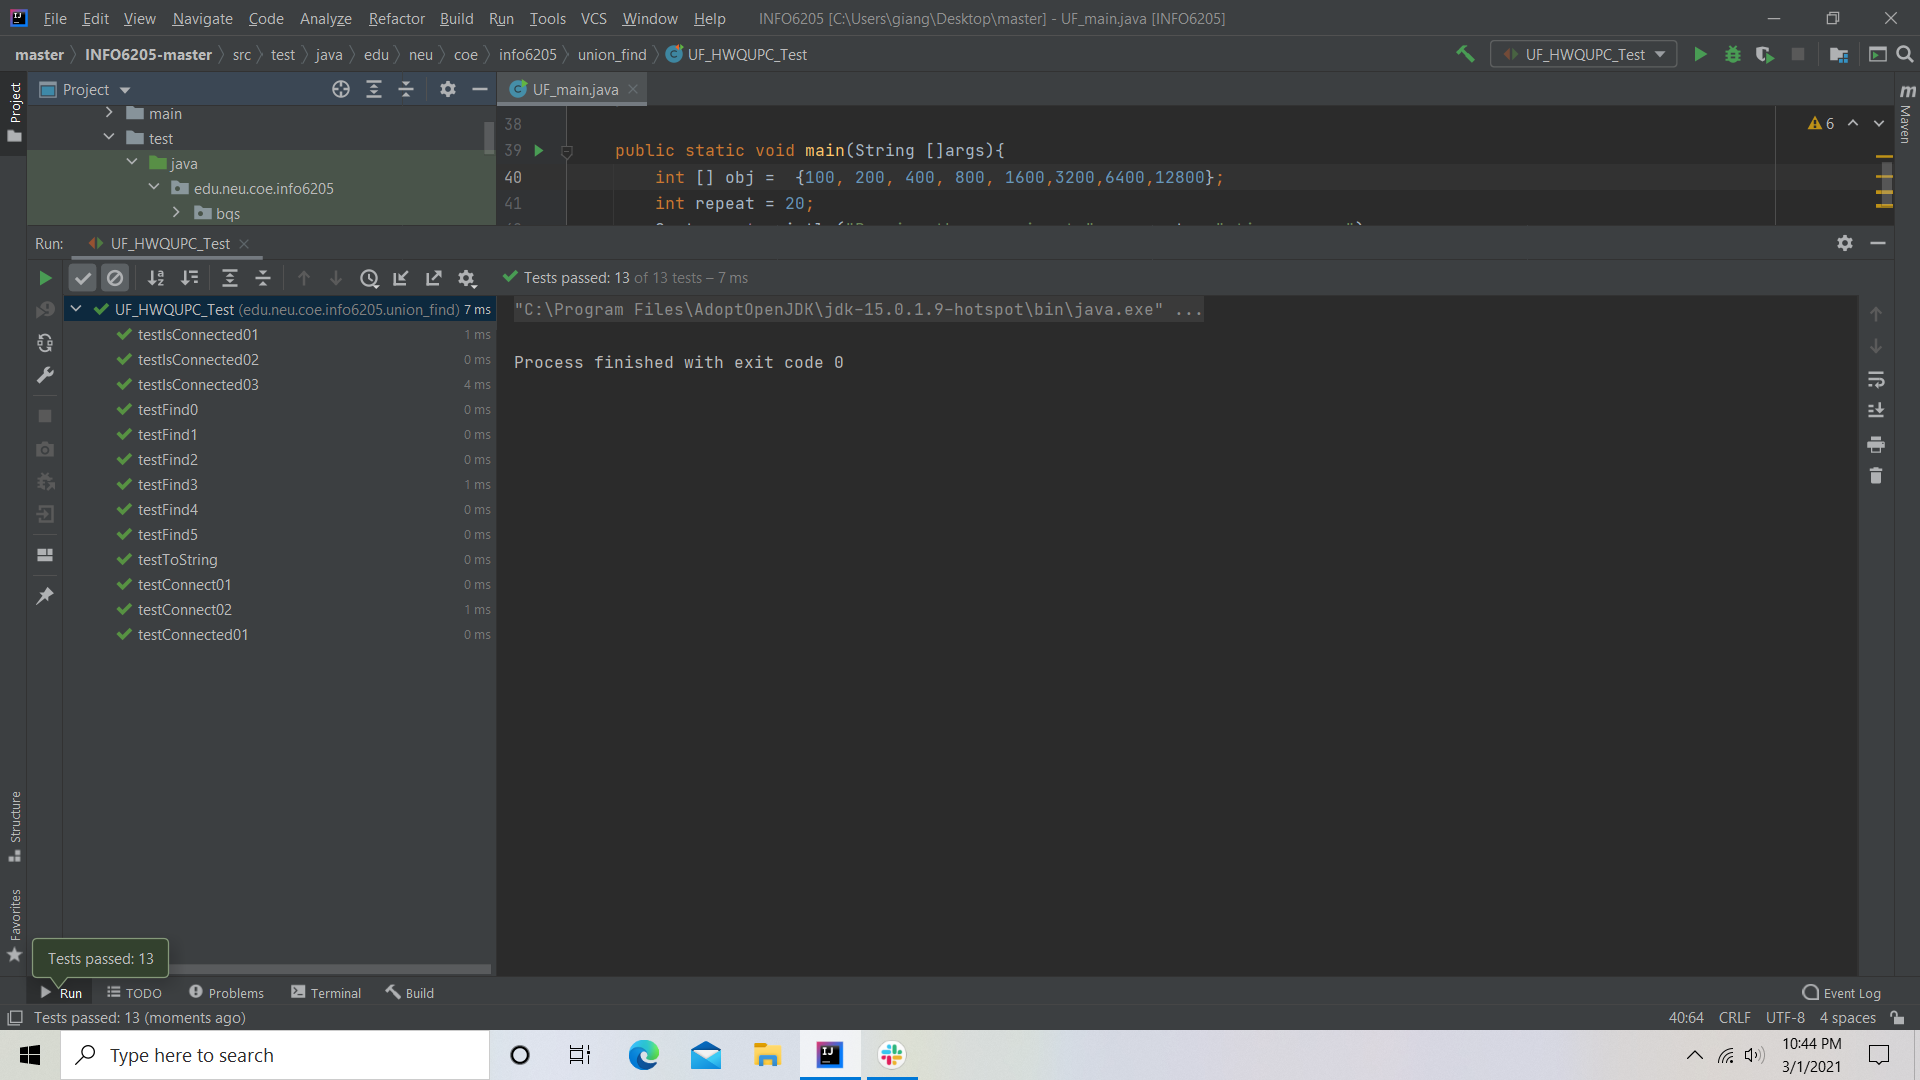 File Edit View Navigate Code Analyze Refactor Build Run Tools VCS Window Help INFO6205 [C:\Users\giang\Desktop\master] - UF_main.java [INFO6205]
master INFO6205-master src test java edu neu coe info6205 union_find UF_HWQUPC_Test UF_HWQUPC_Test
Project UF_main.java
Project
Maven
main
test
java
edu.neu.coe.info6205
bqs
38
39 public static void main(String []args){
40 int [] obj = {100, 200, 400, 800, 1600,3200,6400,12800};
41 int repeat = 20;
6
Run: UF_HWQUPC_Test
Tests passed: 13 of 13 tests – 7 ms
UF_HWQUPC_Test (edu.neu.coe.info6205.union_find) 7 ms
testIsConnected01 1 ms
testIsConnected02 0 ms
testIsConnected03 4 ms
testFind0 0 ms
testFind1 0 ms
testFind2 0 ms
testFind3 1 ms
testFind4 0 ms
testFind5 0 ms
testToString 0 ms
testConnect01 0 ms
testConnect02 1 ms
testConnected01 0 ms
"C:\Program Files\AdoptOpenJDK\jdk-15.0.1.9-hotspot\bin\java.exe" ...
Process finished with exit code 0
Structure
Favorites
Tests passed: 13
Run TODO Problems Terminal Build Event Log
Tests passed: 13 (moments ago) 40:64 CRLF UTF-8 4 spaces
Type here to search
10:44 PM
3/1/2021